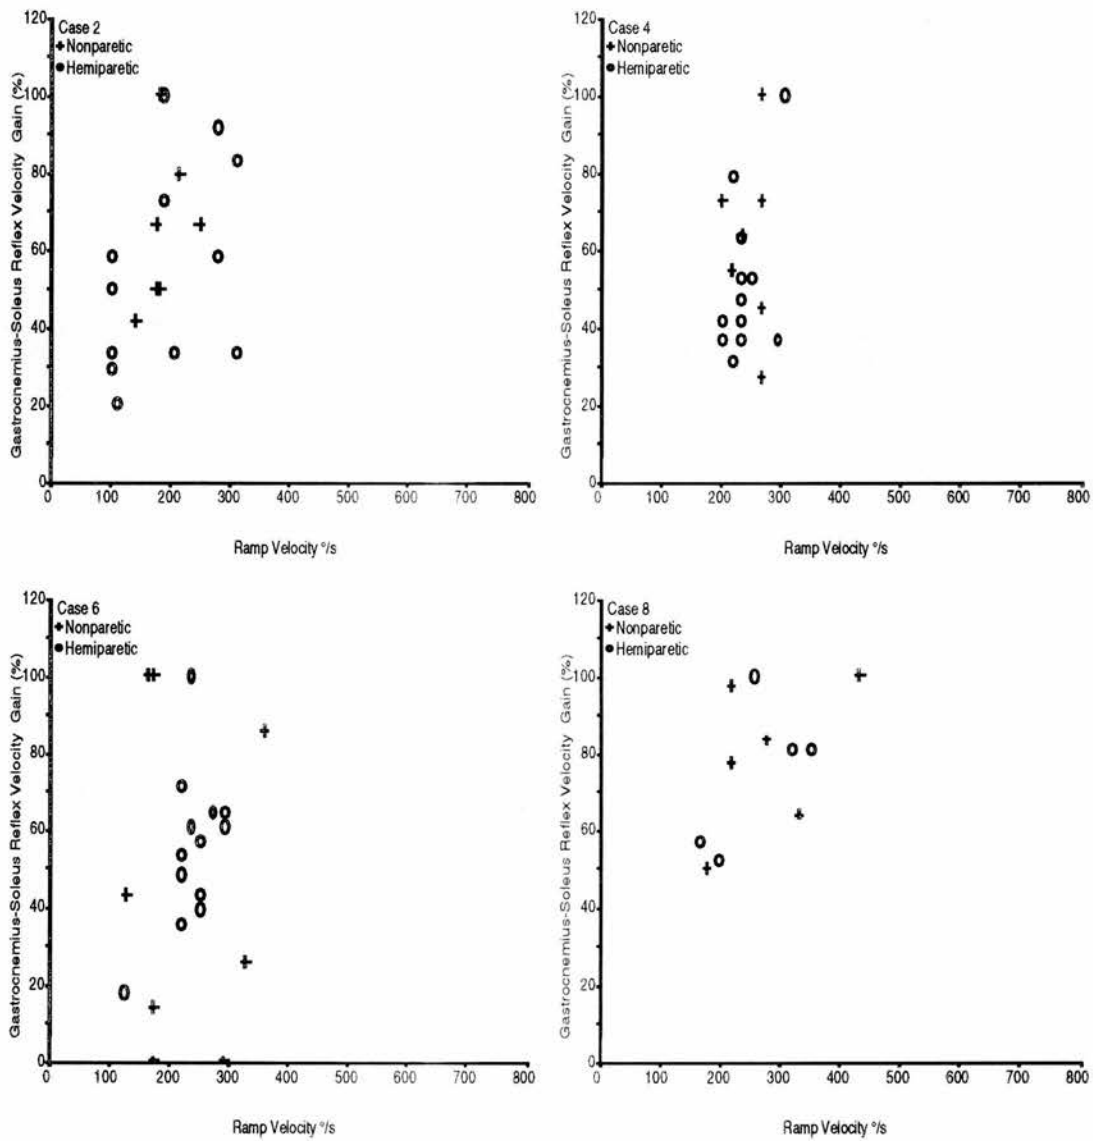 Case 2
+ Nonparetic
● Hemiparetic
Gastrocnemius-Soleus Reflex Velocity Gain (%)
120
100
80
60
40
20
0
0 100 200 300 400 500 600 700 800
Ramp Velocity °/s
Case 4
+ Nonparetic
● Hemiparetic
Gastrocnemius-Soleus Reflex Velocity Gain (%)
120
100
80
60
40
20
0
0 100 200 300 400 500 600 700 800
Ramp Velocity °/s
Case 6
+ Nonparetic
● Hemiparetic
Gastrocnemius-Soleus Reflex Velocity Gain (%)
120
100
80
60
40
20
0
0 100 200 300 400 500 600 700 800
Ramp Velocity °/s
Case 8
+ Nonparetic
● Hemiparetic
Gastrocnemius-Soleus Reflex Velocity Gain (%)
120
100
80
60
40
20
0
0 100 200 300 400 500 600 700 800
Ramp Velocity °/s